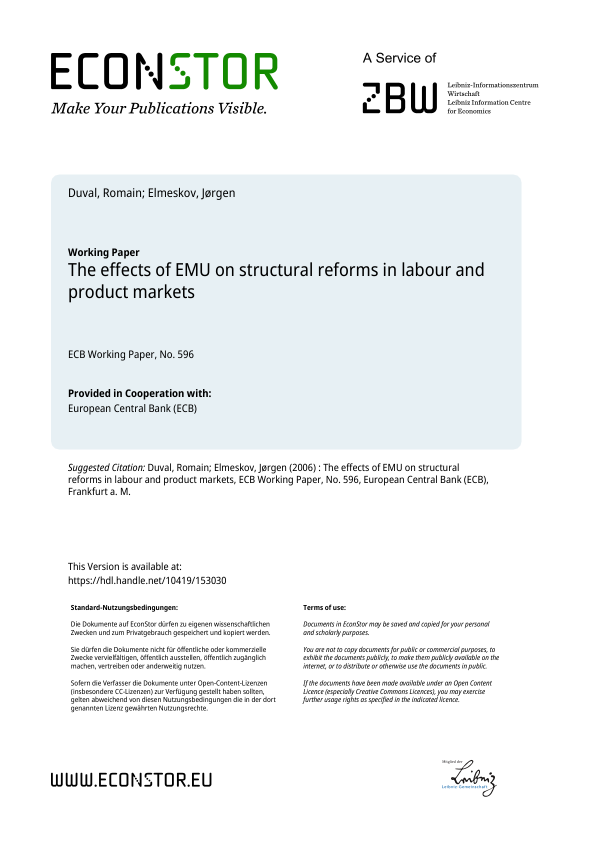 ECONSTOR
Make Your Publications Visible.
A Service of
ZBW
Leibniz-Informationszentrum
Wirtschaft
Leibniz Information Centre
for Economics
Duval, Romain; Elmeskov, Jørgen
Working Paper
The effects of EMU on structural reforms in labour and
product markets
ECB Working Paper, No. 596
Provided in Cooperation with:
European Central Bank (ECB)
Suggested Citation: Duval, Romain; Elmeskov, Jørgen (2006) : The effects of EMU on structural
reforms in labour and product markets, ECB Working Paper, No. 596, European Central Bank (ECB),
Frankfurt a. M.
This Version is available at:
https://hdl.handle.net/10419/153030
Standard-Nutzungsbedingungen:
Die Dokumente auf EconStor dürfen zu eigenen wissenschaftlichen
Zwecken und zum Privatgebrauch gespeichert und kopiert werden.
Sie dürfen die Dokumente nicht für öffentliche oder kommerzielle
Zwecke vervielfältigen, öffentlich ausstellen, öffentlich zugänglich
machen, vertreiben oder anderweitig nutzen.
Sofern die Verfasser die Dokumente unter Open-Content-Lizenzen
(insbesondere CC-Lizenzen) zur Verfügung gestellt haben sollten,
gelten abweichend von diesen Nutzungsbedingungen die in der dort
genannten Lizenz gewährten Nutzungsrechte.
Terms of use:
Documents in EconStor may be saved and copied for your personal
and scholarly purposes.
You are not to copy documents for public or commercial purposes, to
exhibit the documents publicly, to make them publicly available on the
internet, or to distribute or otherwise use the documents in public.
If the documents have been made available under an Open Content
Licence (especially Creative Commons Licences), you may exercise
further usage rights as specified in the indicated licence.
WWW.ECONSTOR.EU
Mitglied der
Leibniz
Leibniz-Gemeinschaft